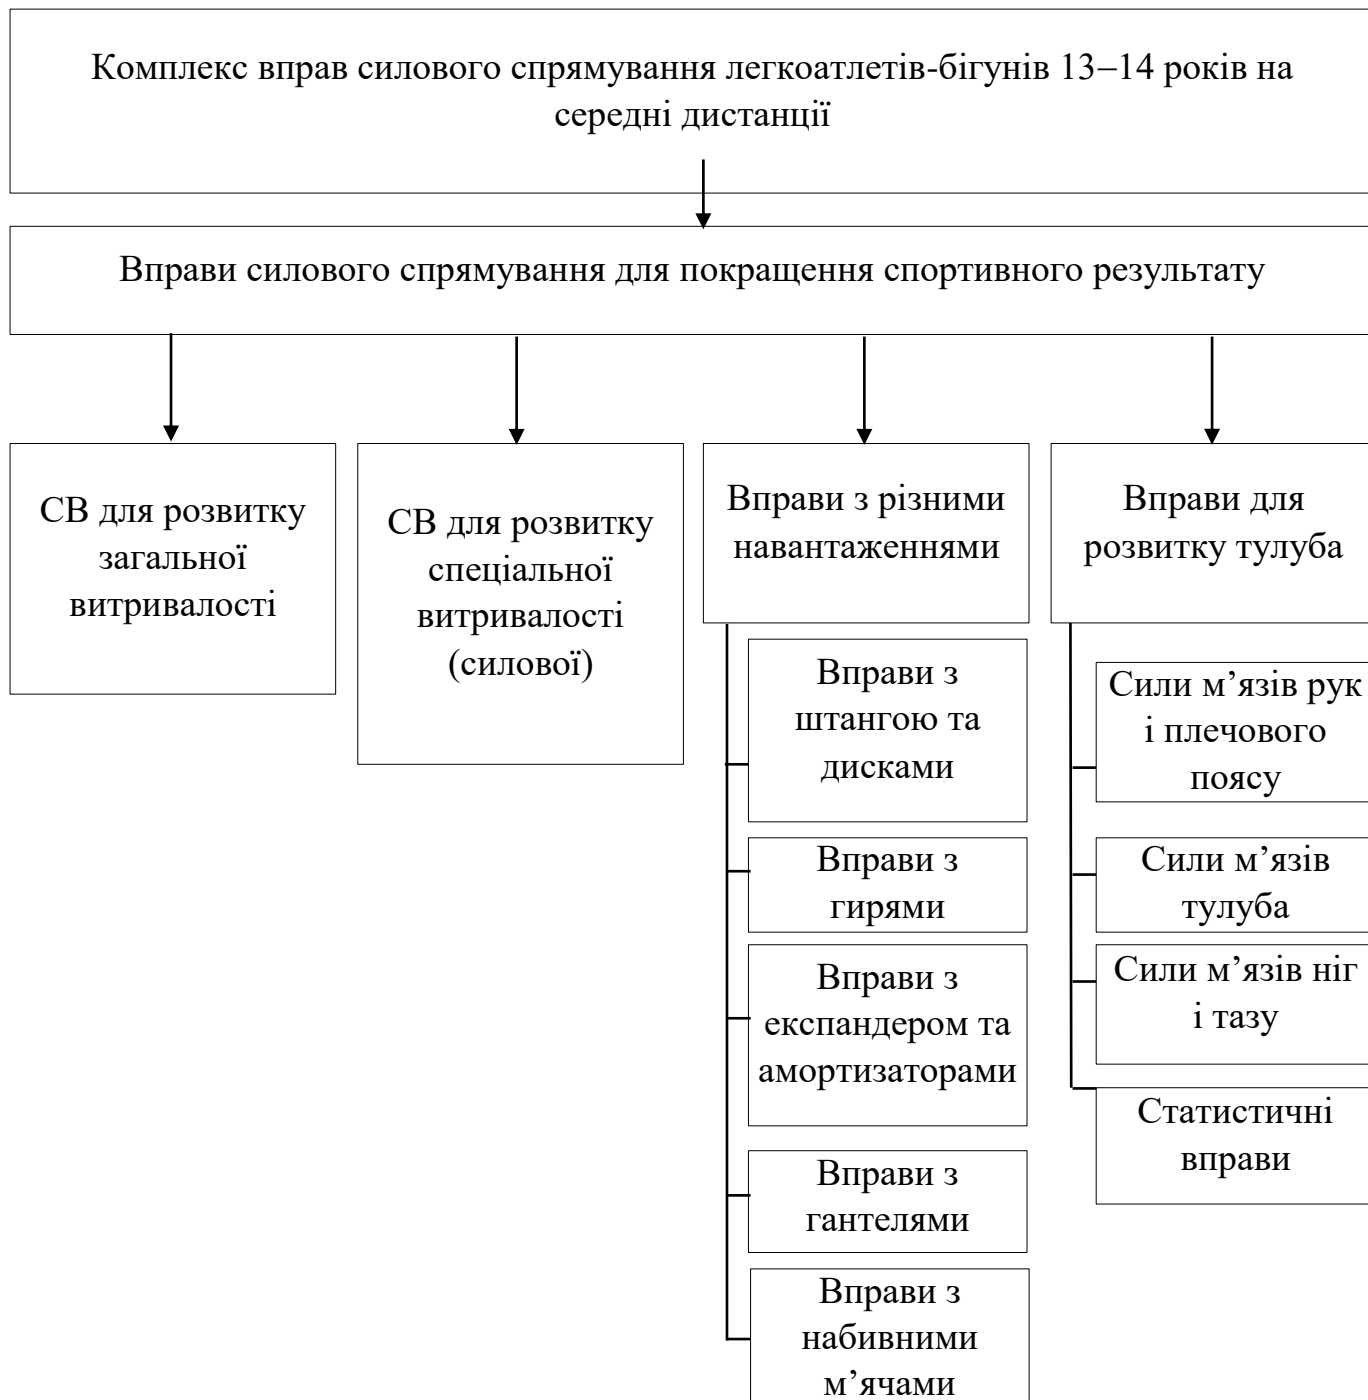 Комплекс вправ силового спрямування легкоатлетів-бігунів 13–14 років на
середні дистанції
Вправи силового спрямування для покращення спортивного результату
СВ для розвитку
загальної
витривалості
СВ для розвитку
спеціальної
витривалості
(силової)
Вправи з різними
навантаженнями
Вправи з
штангою та
дисками
Вправи з
гирями
Вправи з
експандером та
амортизаторами
Вправи з
гантелями
Вправи з
набивними
м’ячами
Вправи для
розвитку тулуба
Сили м’язів рук
і плечового
поясу
Сили м’язів
тулуба
Сили м’язів ніг
і тазу
Статистичні
вправи